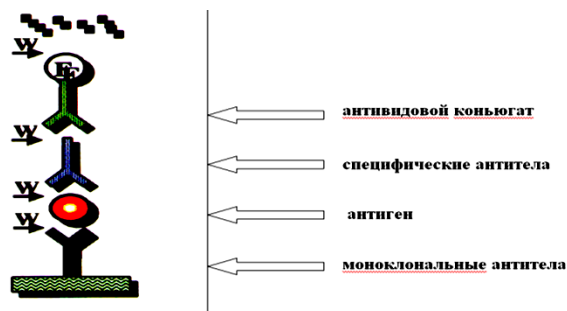 W
E
антивидовой коньюгат
W
специфические антитела
W
антиген
W
моноклональные антитела